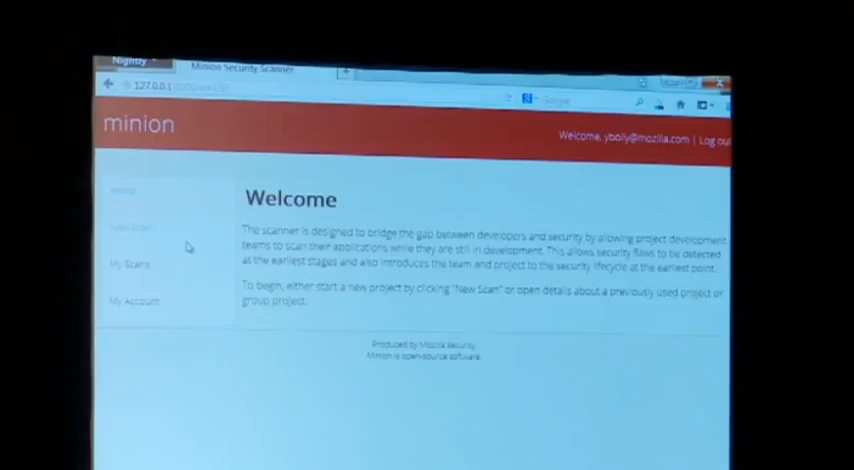 Nightly
Minion Security Scanner
127.0.0.1
Google
minion
Welcome, yboily@mozilla.com | Log out
Home
New Scan
My Scans
My Account
Welcome
The scanner is designed to bridge the gap between developers and security by allowing project development
teams to scan their applications while they are still in development. This allows security flaws to be detected
at the earliest stages and also introduces the team and project to the security lifecycle at the earliest point.
To begin, either start a new project by clicking "New Scan" or open details about a previously used project or
group project.
Produced by Mozilla Security.
Minion is open-source software.